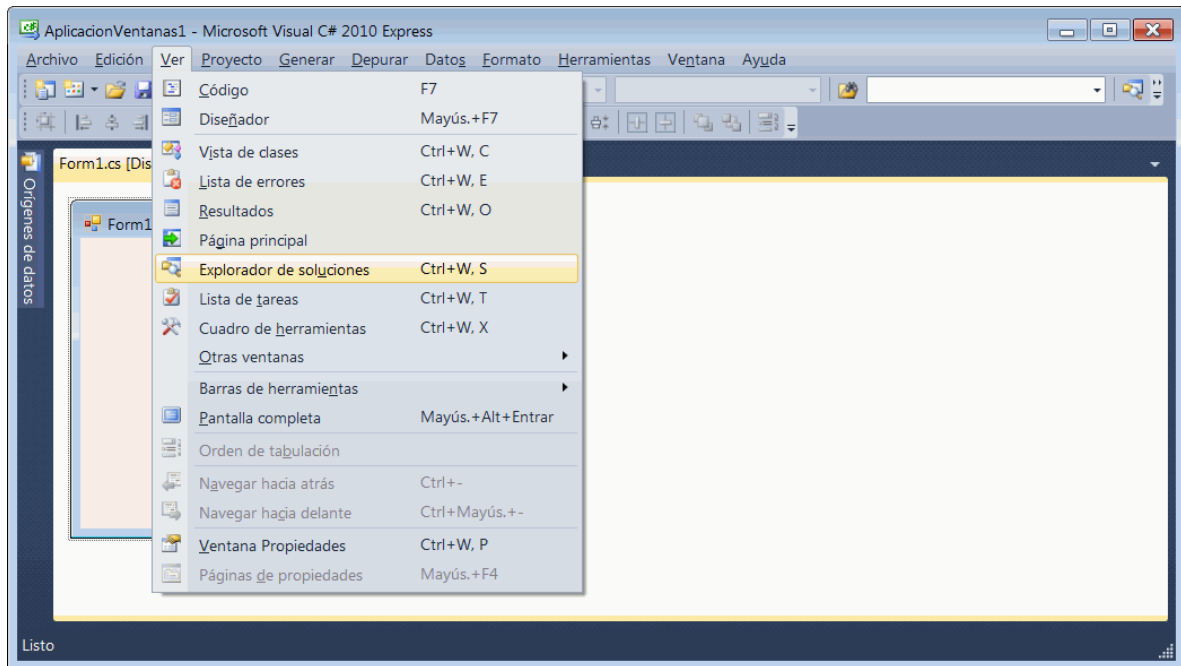 AplicacionVentanas1 - Microsoft Visual C# 2010 Express
Archivo Edición Ver Proyecto Generar Depurar Datos Formato Herramientas Ventana Ayuda
Código F7
Diseñador Mayús.+F7
Vista de clases Ctrl+W, C
Lista de errores Ctrl+W, E
Resultados Ctrl+W, O
Página principal
Explorador de soluciones Ctrl+W, S
Lista de tareas Ctrl+W, T
Cuadro de herramientas Ctrl+W, X
Otras ventanas
Barras de herramientas
Pantalla completa Mayús.+Alt+Entrar
Orden de tabulación
Navegar hacia atrás Ctrl+-
Navegar hacia delante Ctrl+Mayús.+-
Ventana Propiedades Ctrl+W, P
Páginas de propiedades Mayús.+F4
Orígenes de datos
Form1.cs [Dis
Form1
Listo